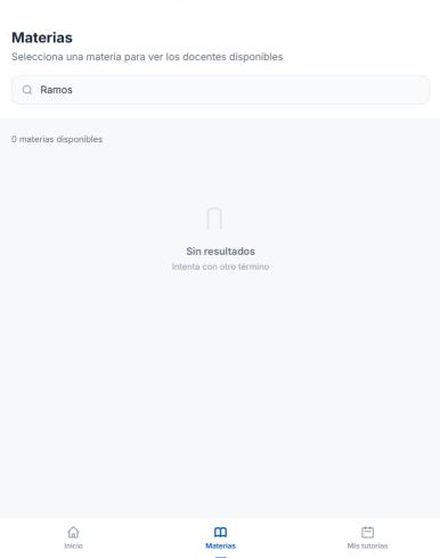 Materias
Selecciona una materia para ver los docentes disponibles
Ramos
0 materias disponibles
Sin resultados
Intenta con otro término
Inicio
Materias
Mis tutorías